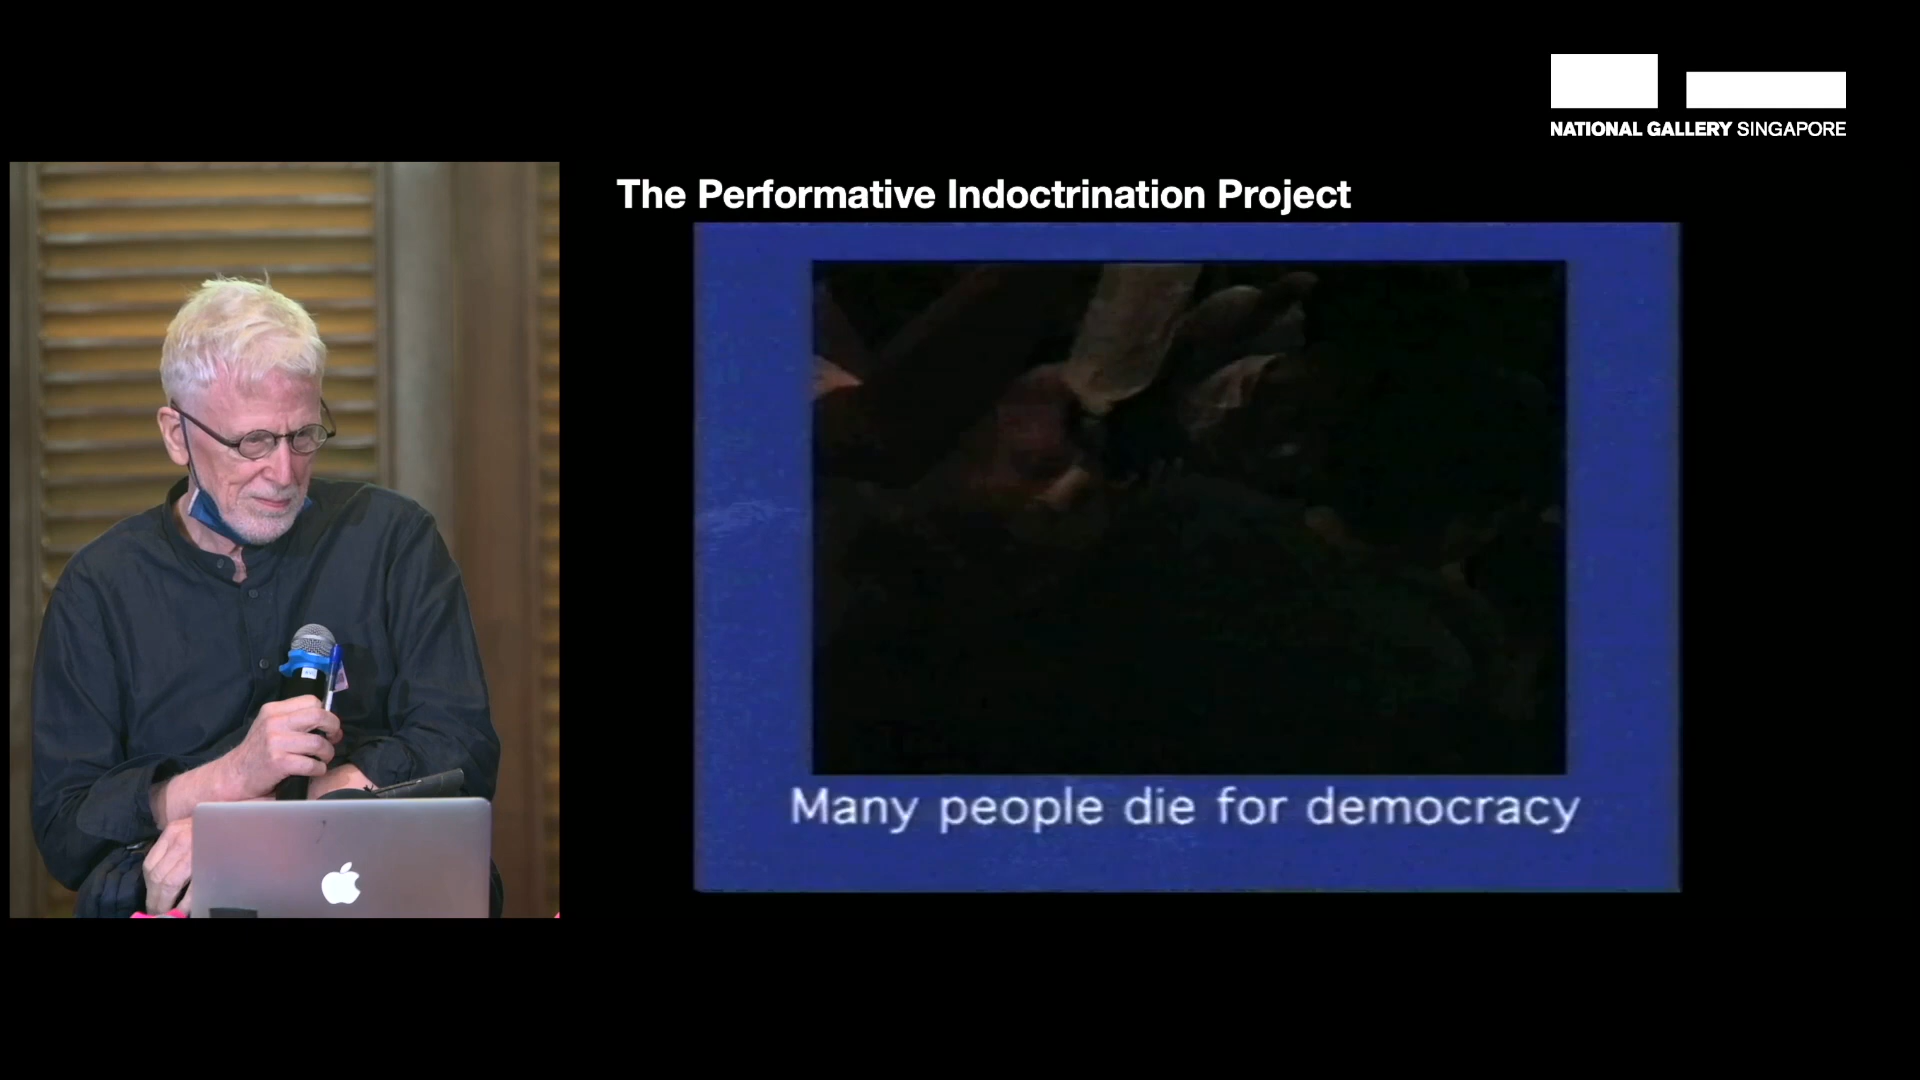 NATIONAL GALLERY SINGAPORE
The Performative Indoctrination Project
Many people die for democracy